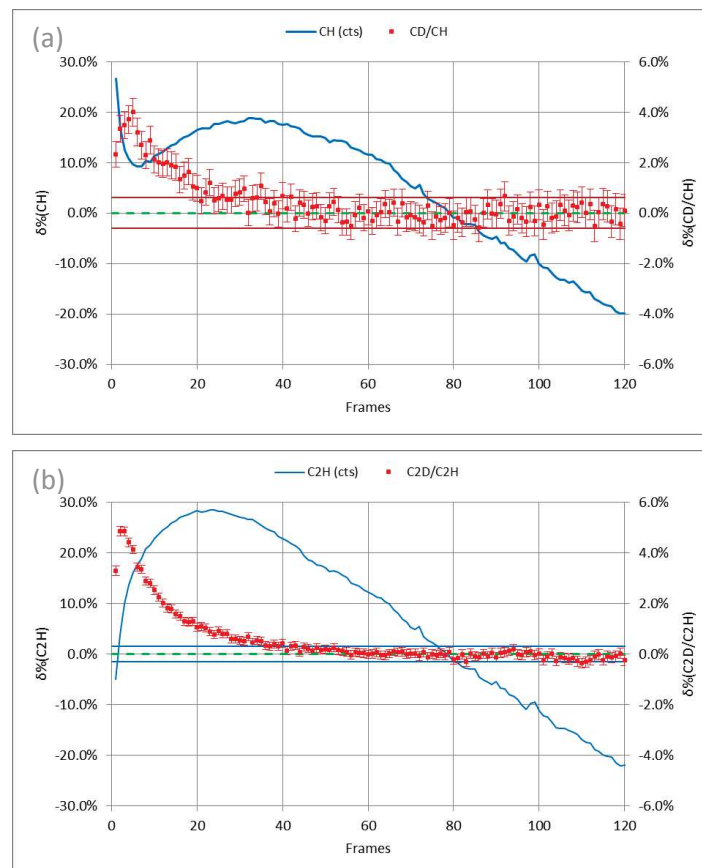 (a)
CH (cts) CD/CH
30.0% 6.0%
20.0% 4.0%
10.0% 2.0%
0.0% 0.0%
-10.0% -2.0%
-20.0% -4.0%
-30.0% -6.0%
δ%(CH)
δ%(CD/CH)
0 20 40 60 80 100 120
Frames
(b)
C2H (cts) C2D/C2H
30.0% 6.0%
20.0% 4.0%
10.0% 2.0%
0.0% 0.0%
-10.0% -2.0%
-20.0% -4.0%
-30.0% -6.0%
δ%(C2H)
δ%(C2D/C2H)
0 20 40 60 80 100 120
Frames